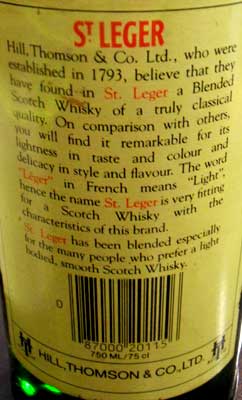 ST LEGER
Hill, Thomson & Co. Ltd., who were
established in 1793, believe that they
have found in St. Leger a Blended
Scotch Whisky of a truly classical
quality. On comparison with others,
you will find it remarkable for its
lightness in taste and colour and
delicacy in style and flavour. The word
"Léger" in French means "Light",
hence the name St. Leger is very fitting
for a Scotch Whisky with the
characteristics of this brand.
St. Leger has been blended especially
for the many people who prefer a light
bodied, smooth Scotch Whisky.
0
87000 20115
750 ML/75 cl
HILL, THOMSON & CO., LTD.